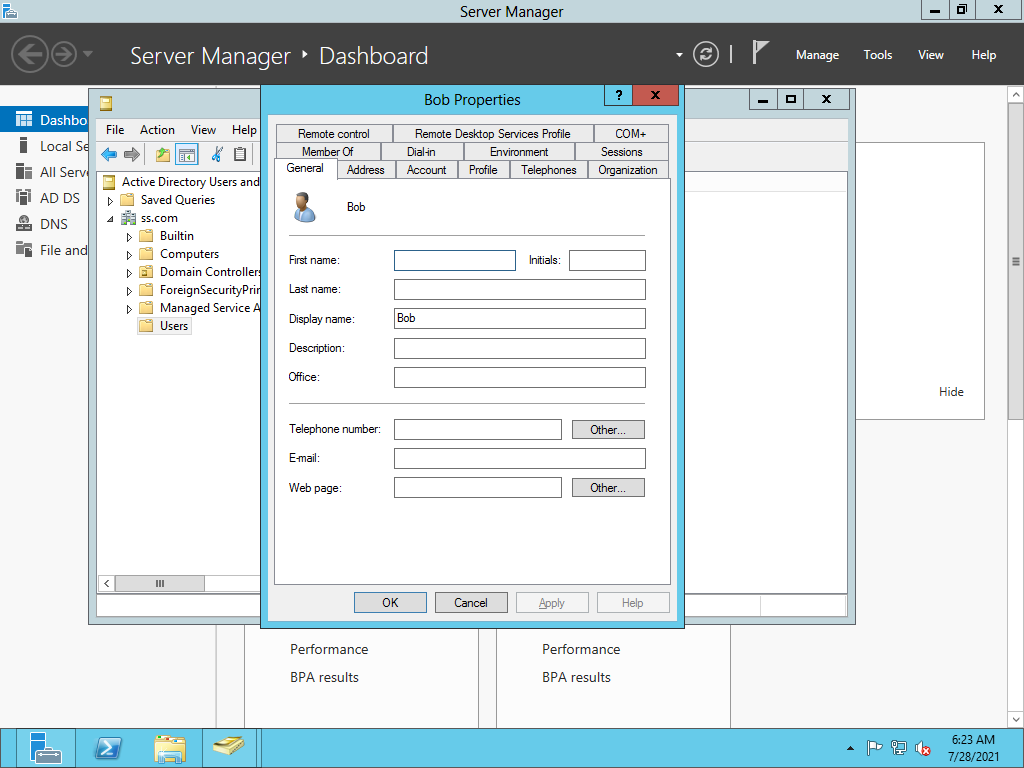 Server Manager
Server Manager • Dashboard
Manage Tools View Help
Dashbo
Local Se
All Serve
AD DS
DNS
File and
File Action View Help
Active Directory Users and
Saved Queries
ss.com
Builtin
Computers
Domain Controllers
ForeignSecurityPrin
Managed Service A
Users
Bob Properties
?
Remote control Remote Desktop Services Profile COM+
Member Of Dial-in Environment Sessions
General Address Account Profile Telephones Organization
Bob
First name: Initials:
Last name:
Display name: Bob
Description:
Office:
Telephone number: Other...
E-mail:
Web page: Other...
OK Cancel Apply Help
Hide
Performance Performance
BPA results BPA results
6:23 AM
7/28/2021